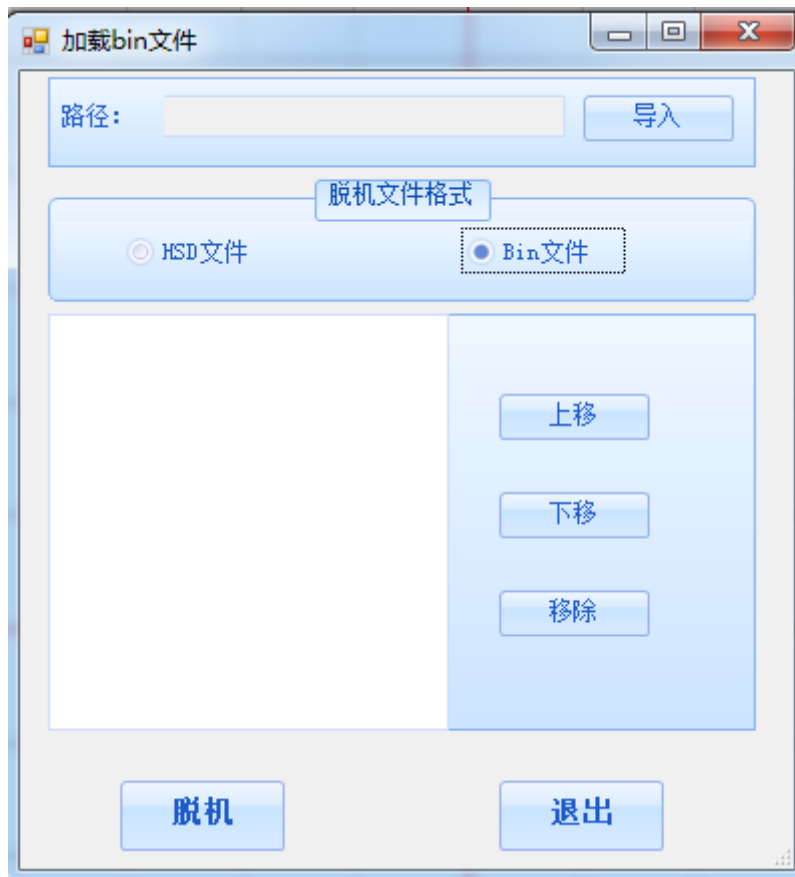 加载bin文件
路径：
导入
脱机文件格式
HSD文件
Bin文件
上移
下移
移除
脱机
退出